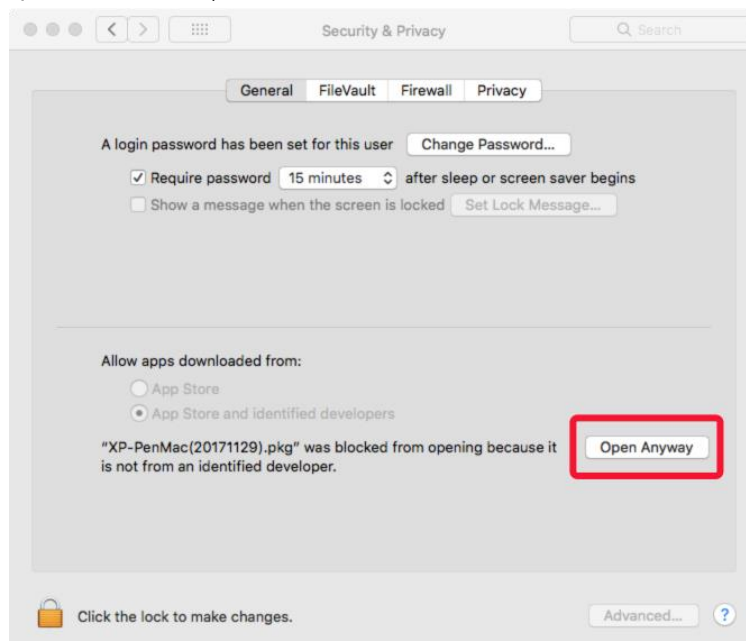 Security & Privacy
Search
General FileVault Firewall Privacy
A login password has been set for this user Change Password...
Require password 15 minutes after sleep or screen saver begins
Show a message when the screen is locked Set Lock Message...
Allow apps downloaded from:
App Store
App Store and identified developers
"XP-PenMac(20171129).pkg" was blocked from opening because it Open Anyway
is not from an identified developer.
Click the lock to make changes. Advanced... ?